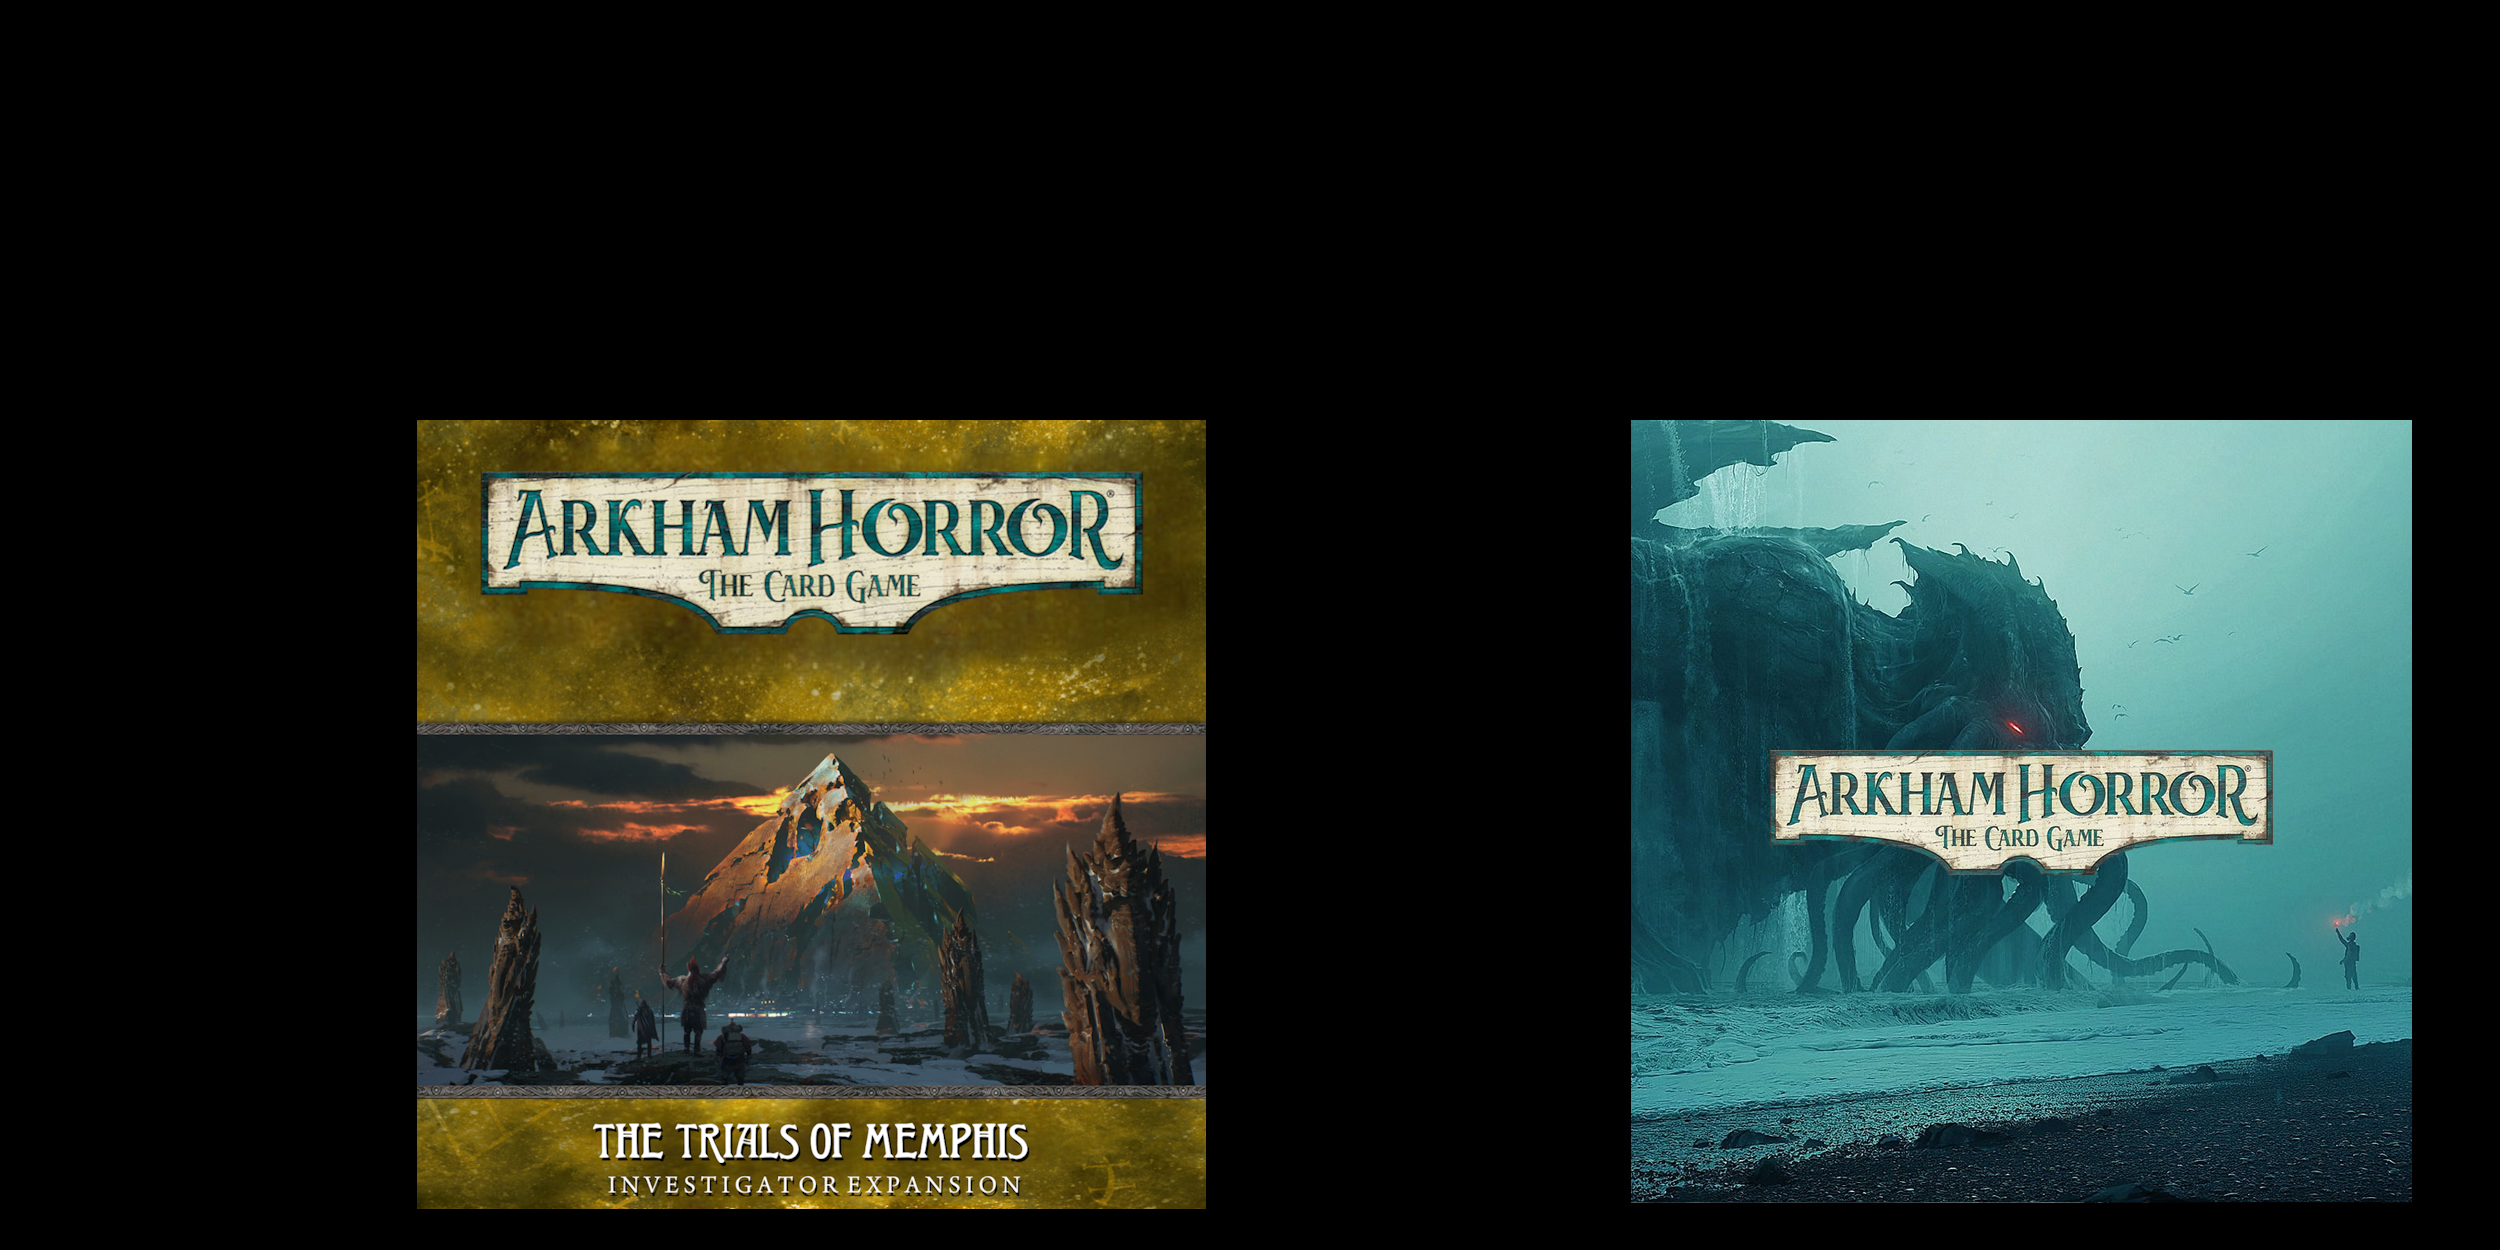 ARKHAM HORROR®
THE CARD GAME
THE TRIALS OF MEMPHIS
INVESTIGATOR EXPANSION
ARKHAM HORROR®
THE CARD GAME